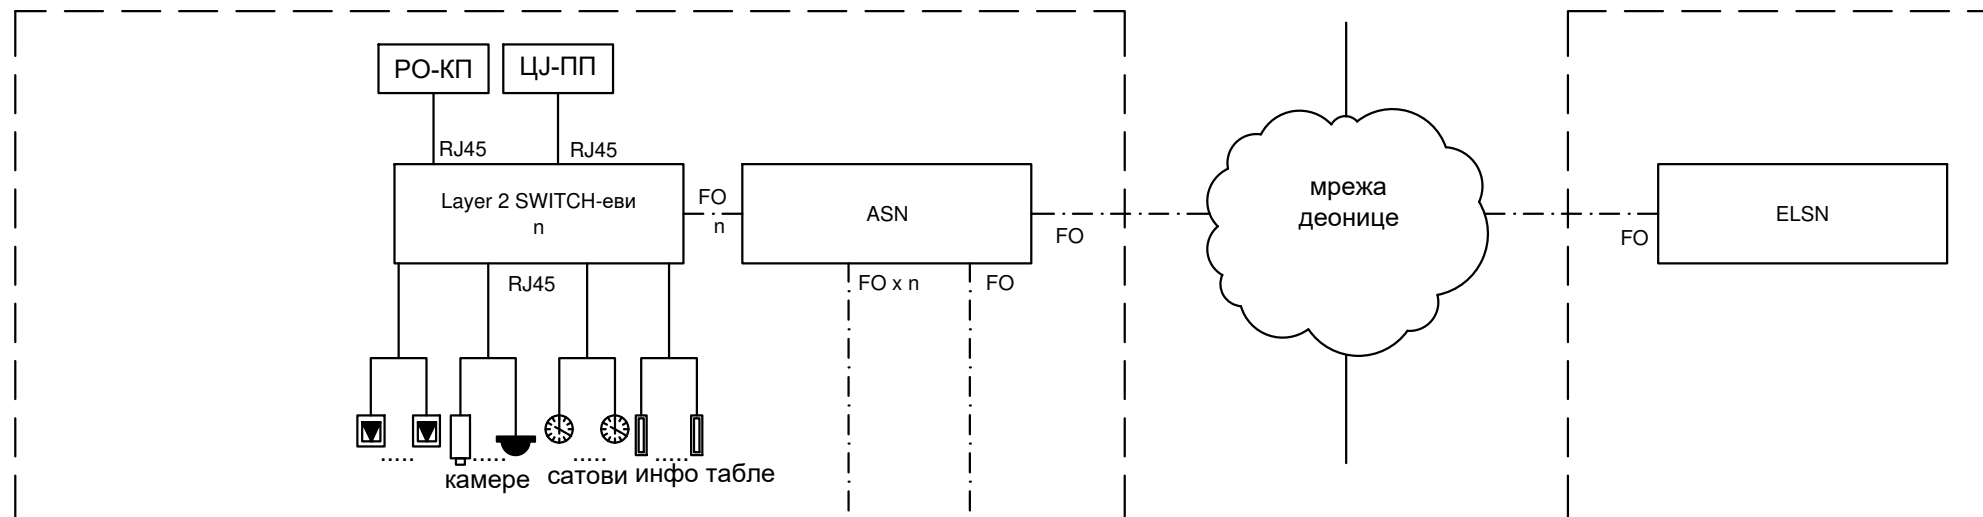 РО-КП
ЦЈ-ПП
RJ45
RJ45
Layer 2 SWITCH-еви
n
FO
n
ASN
FO
мрежа
деонице
FO
ELSN
RJ45
FO x n
FO
.....
.....
.....
.....
камере
сатови
инфо табле